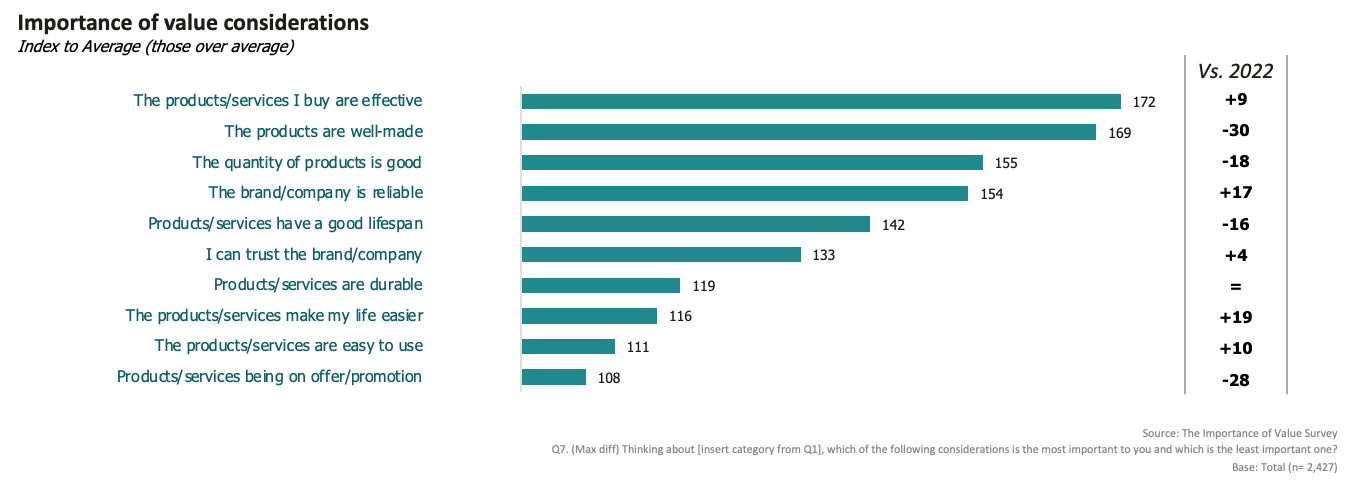 Importance of value considerations
Index to Average (those over average)
Vs. 2022
The products/services I buy are effective 172 +9
The products are well-made 169 -30
The quantity of products is good 155 -18
The brand/company is reliable 154 +17
Products/services have a good lifespan 142 -16
I can trust the brand/company 133 +4
Products/services are durable 119 =
The products/services make my life easier 116 +19
The products/services are easy to use 111 +10
Products/services being on offer/promotion 108 -28
Source: The Importance of Value Survey
Q7. (Max diff) Thinking about [insert category from Q1], which of the following considerations is the most important to you and which is the least important one?
Base: Total (n= 2,427)